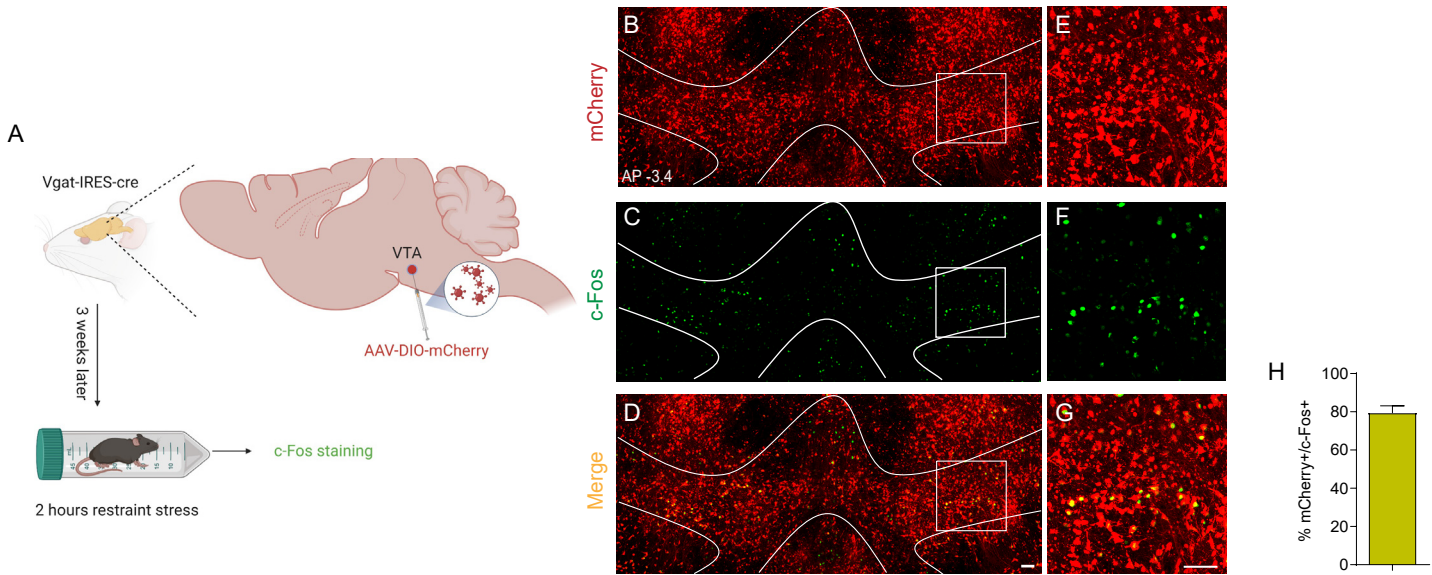 A
Vgat-IRES-cre
VTA
AAV-DIO-mCherry
3 weeks later
c-Fos staining
2 hours restraint stress
B
mCherry
AP -3.4
E
C
c-Fos
F
D
Merge
G
H
% mCherry+/c-Fos+
100
80
60
40
20
0